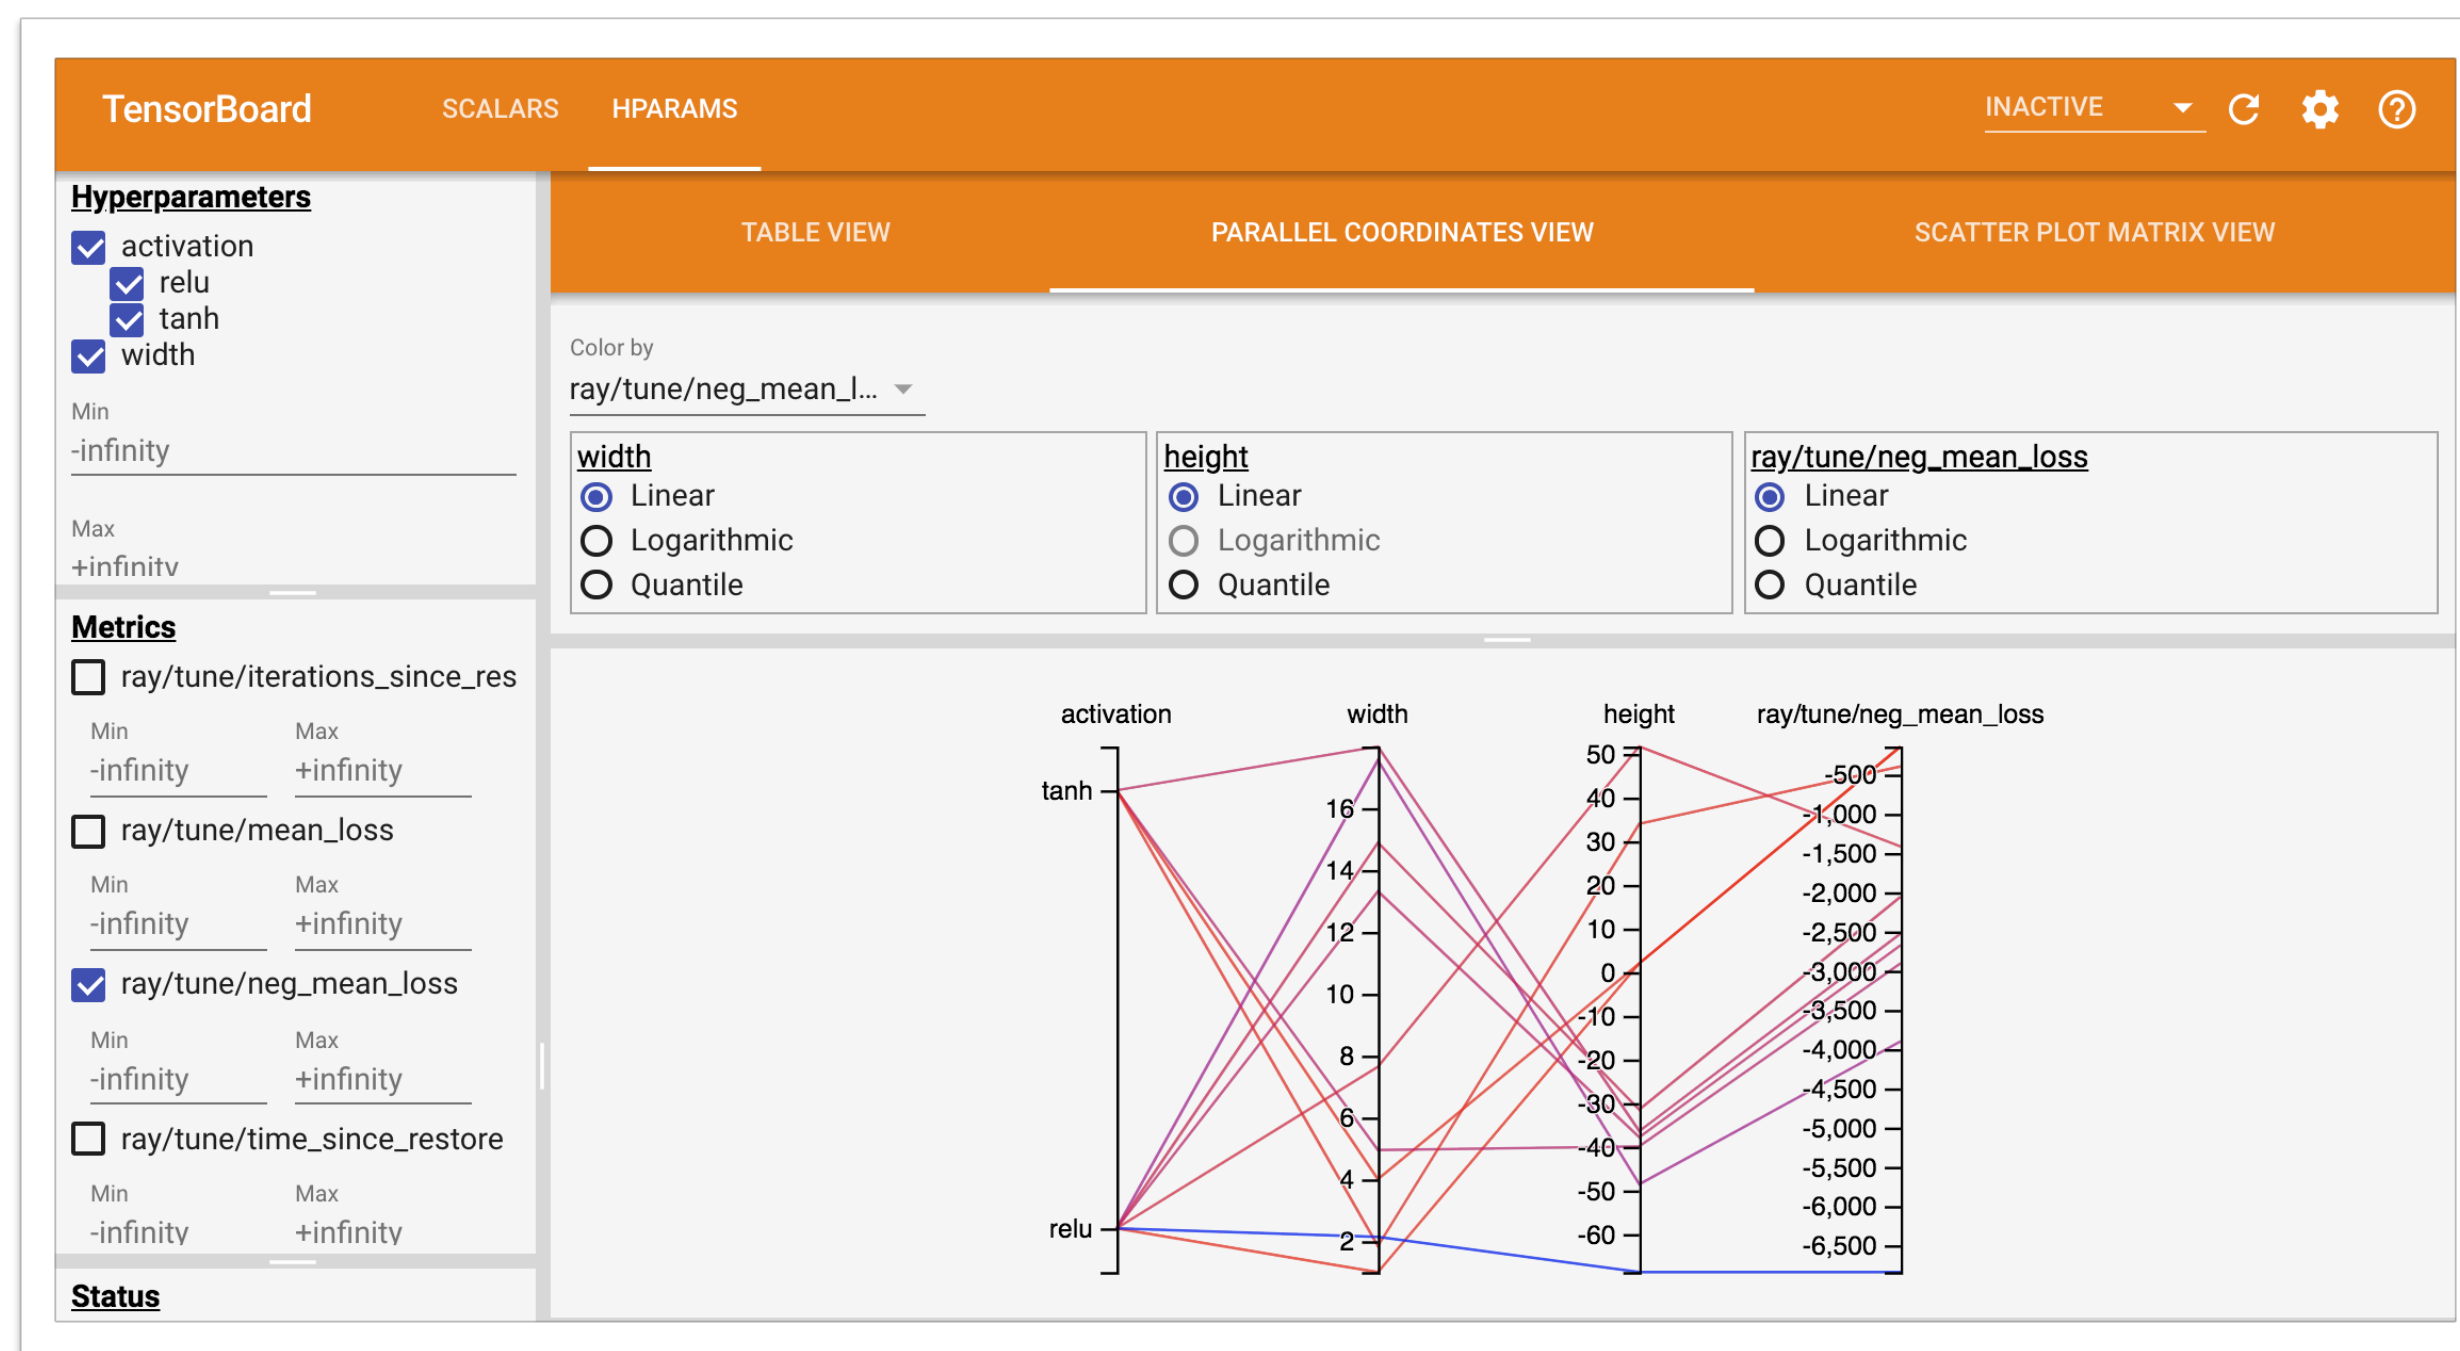 TensorBoard SCALARS HPARAMS INACTIVE
Hyperparameters
activation
relu
tanh
width
Min
-infinity
Max
+infinity
Metrics
ray/tune/iterations_since_res
Min Max
-infinity +infinity
ray/tune/mean_loss
Min Max
-infinity +infinity
ray/tune/neg_mean_loss
Min Max
-infinity +infinity
ray/tune/time_since_restore
Min Max
-infinity +infinity
Status
TABLE VIEW PARALLEL COORDINATES VIEW SCATTER PLOT MATRIX VIEW
Color by
ray/tune/neg_mean_l...
width
Linear
Logarithmic
Quantile
height
Linear
Logarithmic
Quantile
ray/tune/neg_mean_loss
Linear
Logarithmic
Quantile
activation
tanh
relu
width
16
14
12
10
8
6
4
2
height
50
40
30
20
10
0
-10
-20
-30
-40
-50
-60
ray/tune/neg_mean_loss
-500
-1,000
-1,500
-2,000
-2,500
-3,000
-3,500
-4,000
-4,500
-5,000
-5,500
-6,000
-6,500